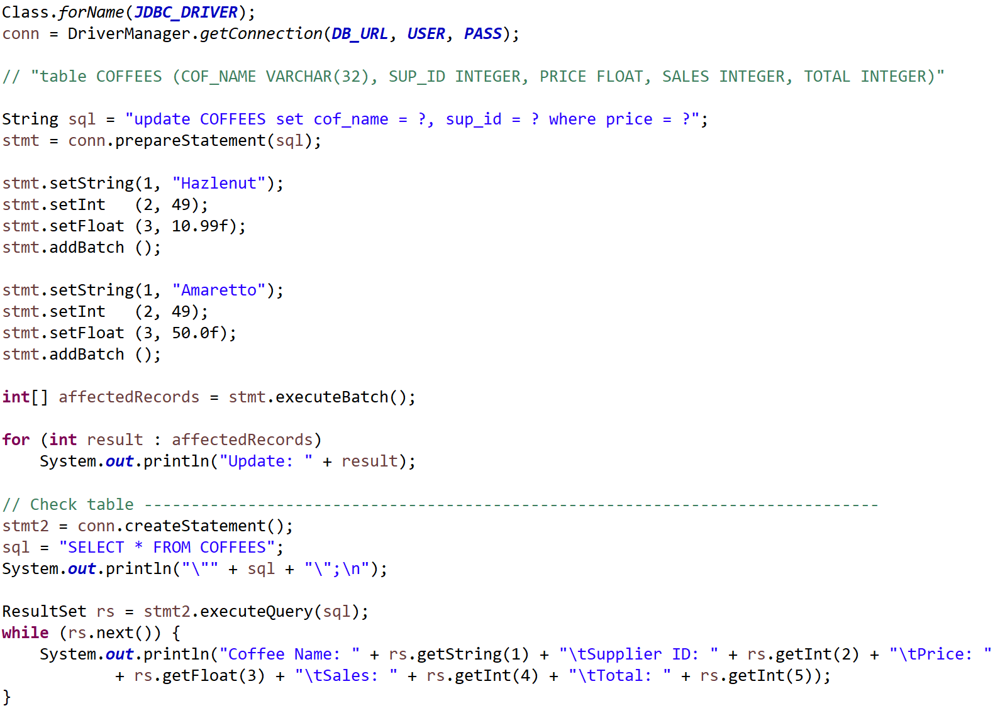 Class.forName(JDBC_DRIVER);
conn = DriverManager.getConnection(DB_URL, USER, PASS);
// "table COFFEES (COF_NAME VARCHAR(32), SUP_ID INTEGER, PRICE FLOAT, SALES INTEGER, TOTAL INTEGER)"
String sql = "update COFFEES set cof_name = ?, sup_id = ? where price = ?";
stmt = conn.prepareStatement(sql);
stmt.setString(1, "Hazlenut");
stmt.setInt   (2, 49);
stmt.setFloat (3, 10.99f);
stmt.addBatch ();
stmt.setString(1, "Amaretto");
stmt.setInt   (2, 49);
stmt.setFloat (3, 50.0f);
stmt.addBatch ();
int[] affectedRecords = stmt.executeBatch();
for (int result : affectedRecords)
    System.out.println("Update: " + result);
// Check table ------------------------------------------------------------------------------
stmt2 = conn.createStatement();
sql = "SELECT * FROM COFFEES";
System.out.println("\"" + sql + "\";\n");
ResultSet rs = stmt2.executeQuery(sql);
while (rs.next()) {
    System.out.println("Coffee Name: " + rs.getString(1) + "\tSupplier ID: " + rs.getInt(2) + "\tPrice: "
            + rs.getFloat(3) + "\tSales: " + rs.getInt(4) + "\tTotal: " + rs.getInt(5));
}